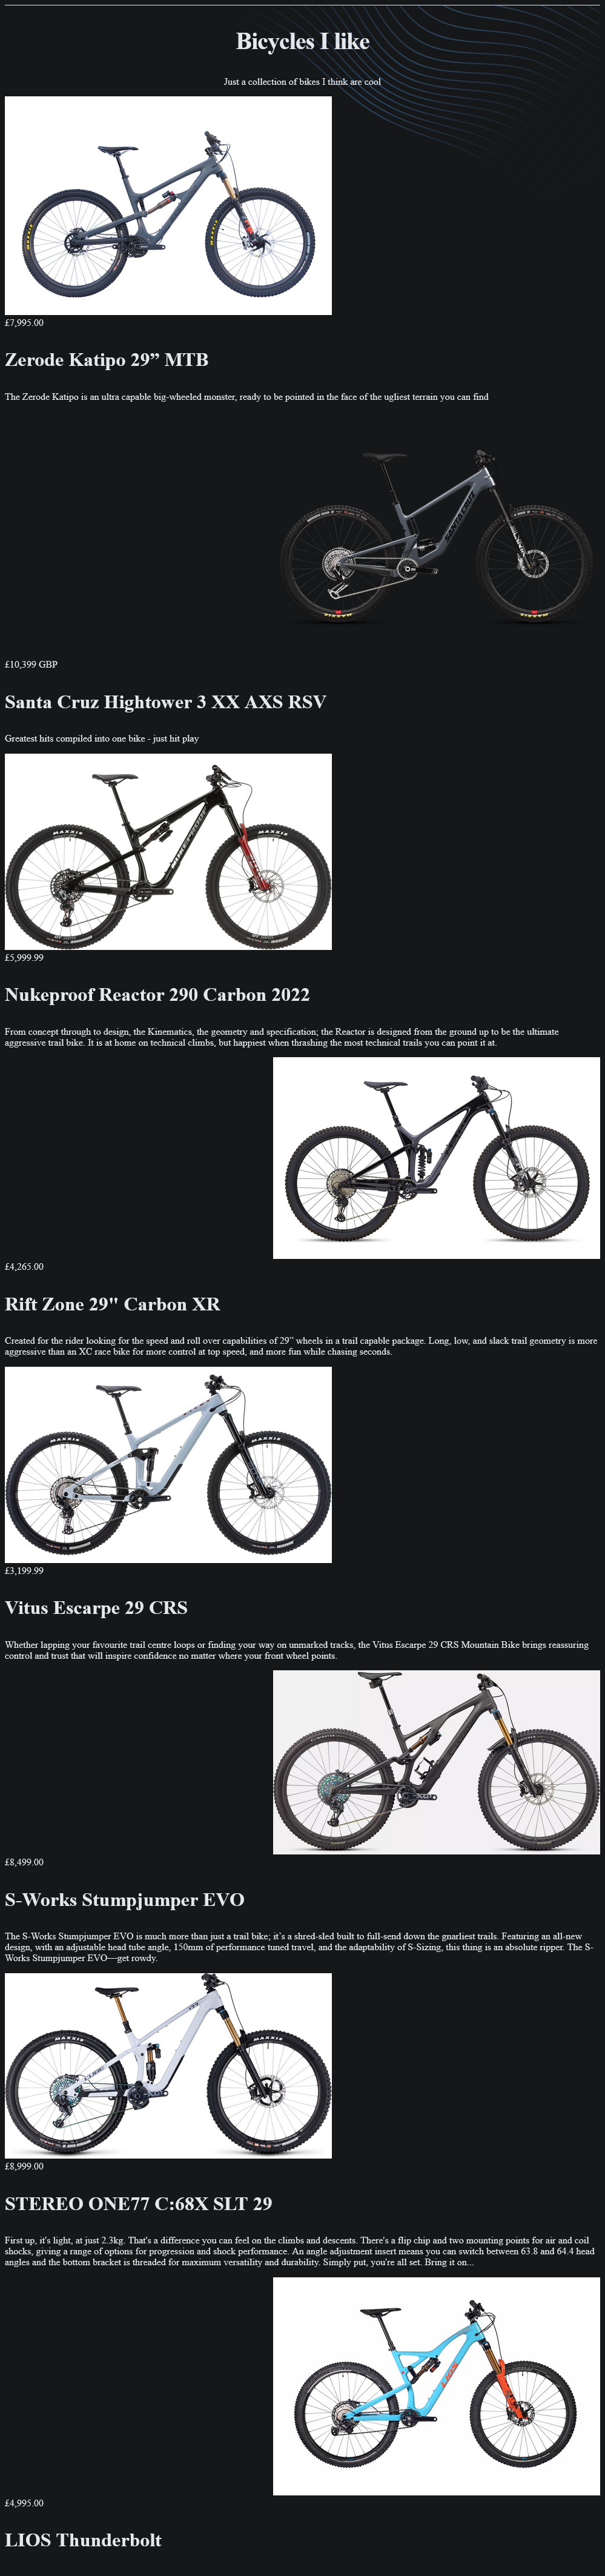 Bicycles I like
Just a collection of bikes I think are cool
MAXXIS
MAXXIS
£7,995.00
Zerode Katipo 29” MTB
The Zerode Katipo is an ultra capable big-wheeled monster, ready to be pointed in the face of the ugliest terrain you can find
SANTA CRUZ
£10,399 GBP
Santa Cruz Hightower 3 XX AXS RSV
Greatest hits compiled into one bike - just hit play
MAXXIS
MAXXIS
NUKEPROOF
£5,999.99
Nukeproof Reactor 290 Carbon 2022
From concept through to design, the Kinematics, the geometry and specification; the Reactor is designed from the ground up to be the ultimate
aggressive trail bike. It is at home on technical climbs, but happiest when thrashing the most technical trails you can point it at.
£4,265.00
Rift Zone 29" Carbon XR
Created for the rider looking for the speed and roll over capabilities of 29” wheels in a trail capable package. Long, low, and slack trail geometry is more
aggressive than an XC race bike for more control at top speed, and more fun while chasing seconds.
£3,199.99
Vitus Escarpe 29 CRS
Whether lapping your favourite trail centre loops or finding your way on unmarked tracks, the Vitus Escarpe 29 CRS Mountain Bike brings reassuring
control and trust that will inspire confidence no matter where your front wheel points.
£8,499.00
S-Works Stumpjumper EVO
The S-Works Stumpjumper EVO is much more than just a trail bike; it’s a shred-sled built to full-send down the gnarliest trails. Featuring an all-new
design, with an adjustable head tube angle, 150mm of performance tuned travel, and the adaptability of S-Sizing, this thing is an absolute ripper. The S-
Works Stumpjumper EVO—get rowdy.
MAXXIS
MAXXIS
CUBE
£8,999.00
STEREO ONE77 C:68X SLT 29
First up, it's light, at just 2.3kg. That's a difference you can feel on the climbs and descents. There's a flip chip and two mounting points for air and coil
shocks, giving a range of options for progression and shock performance. An angle adjustment insert means you can switch between 63.8 and 64.4 head
angles and the bottom bracket is threaded for maximum versatility and durability. Simply put, you're all set. Bring it on...
LIOS
£4,995.00
LIOS Thunderbolt